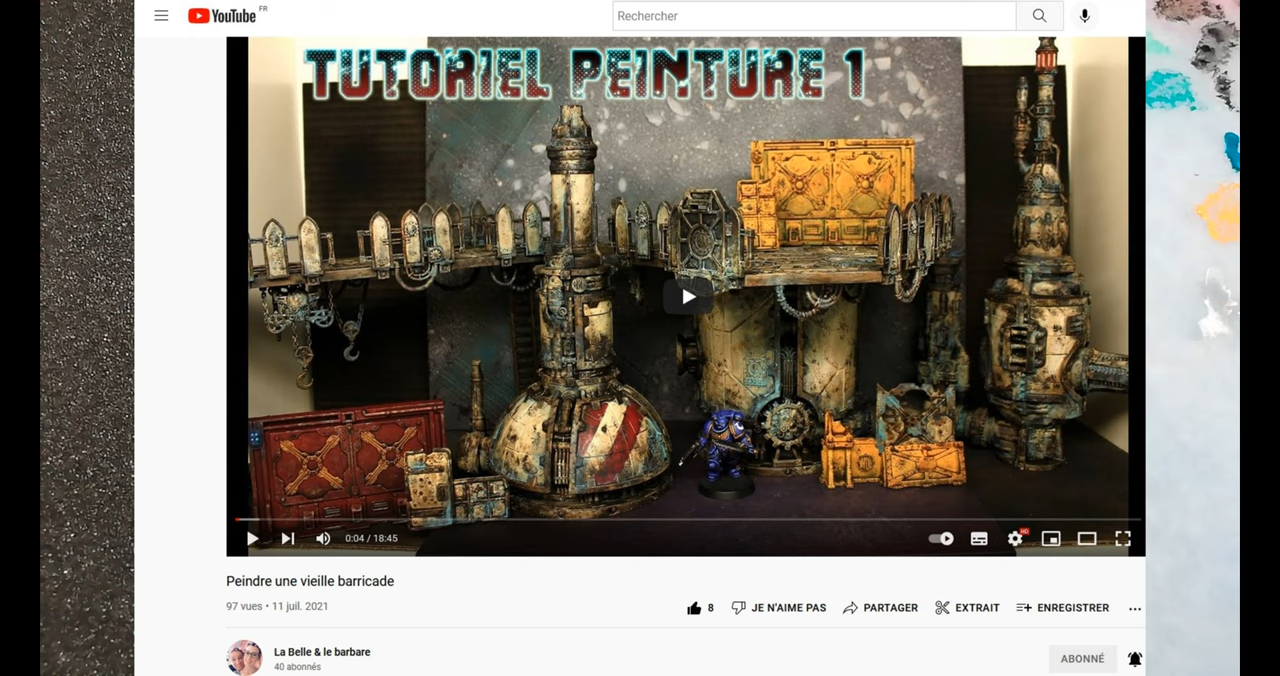 YouTube FR
Rechercher
TUTORIEL PEINTURE 1
0:04 / 18:45
HD
Peindre une vieille barricade
97 vues • 11 juil. 2021
8 JE N'AIME PAS PARTAGER EXTRAIT ENREGISTRER
La Belle & le barbare
40 abonnés
ABONNÉ